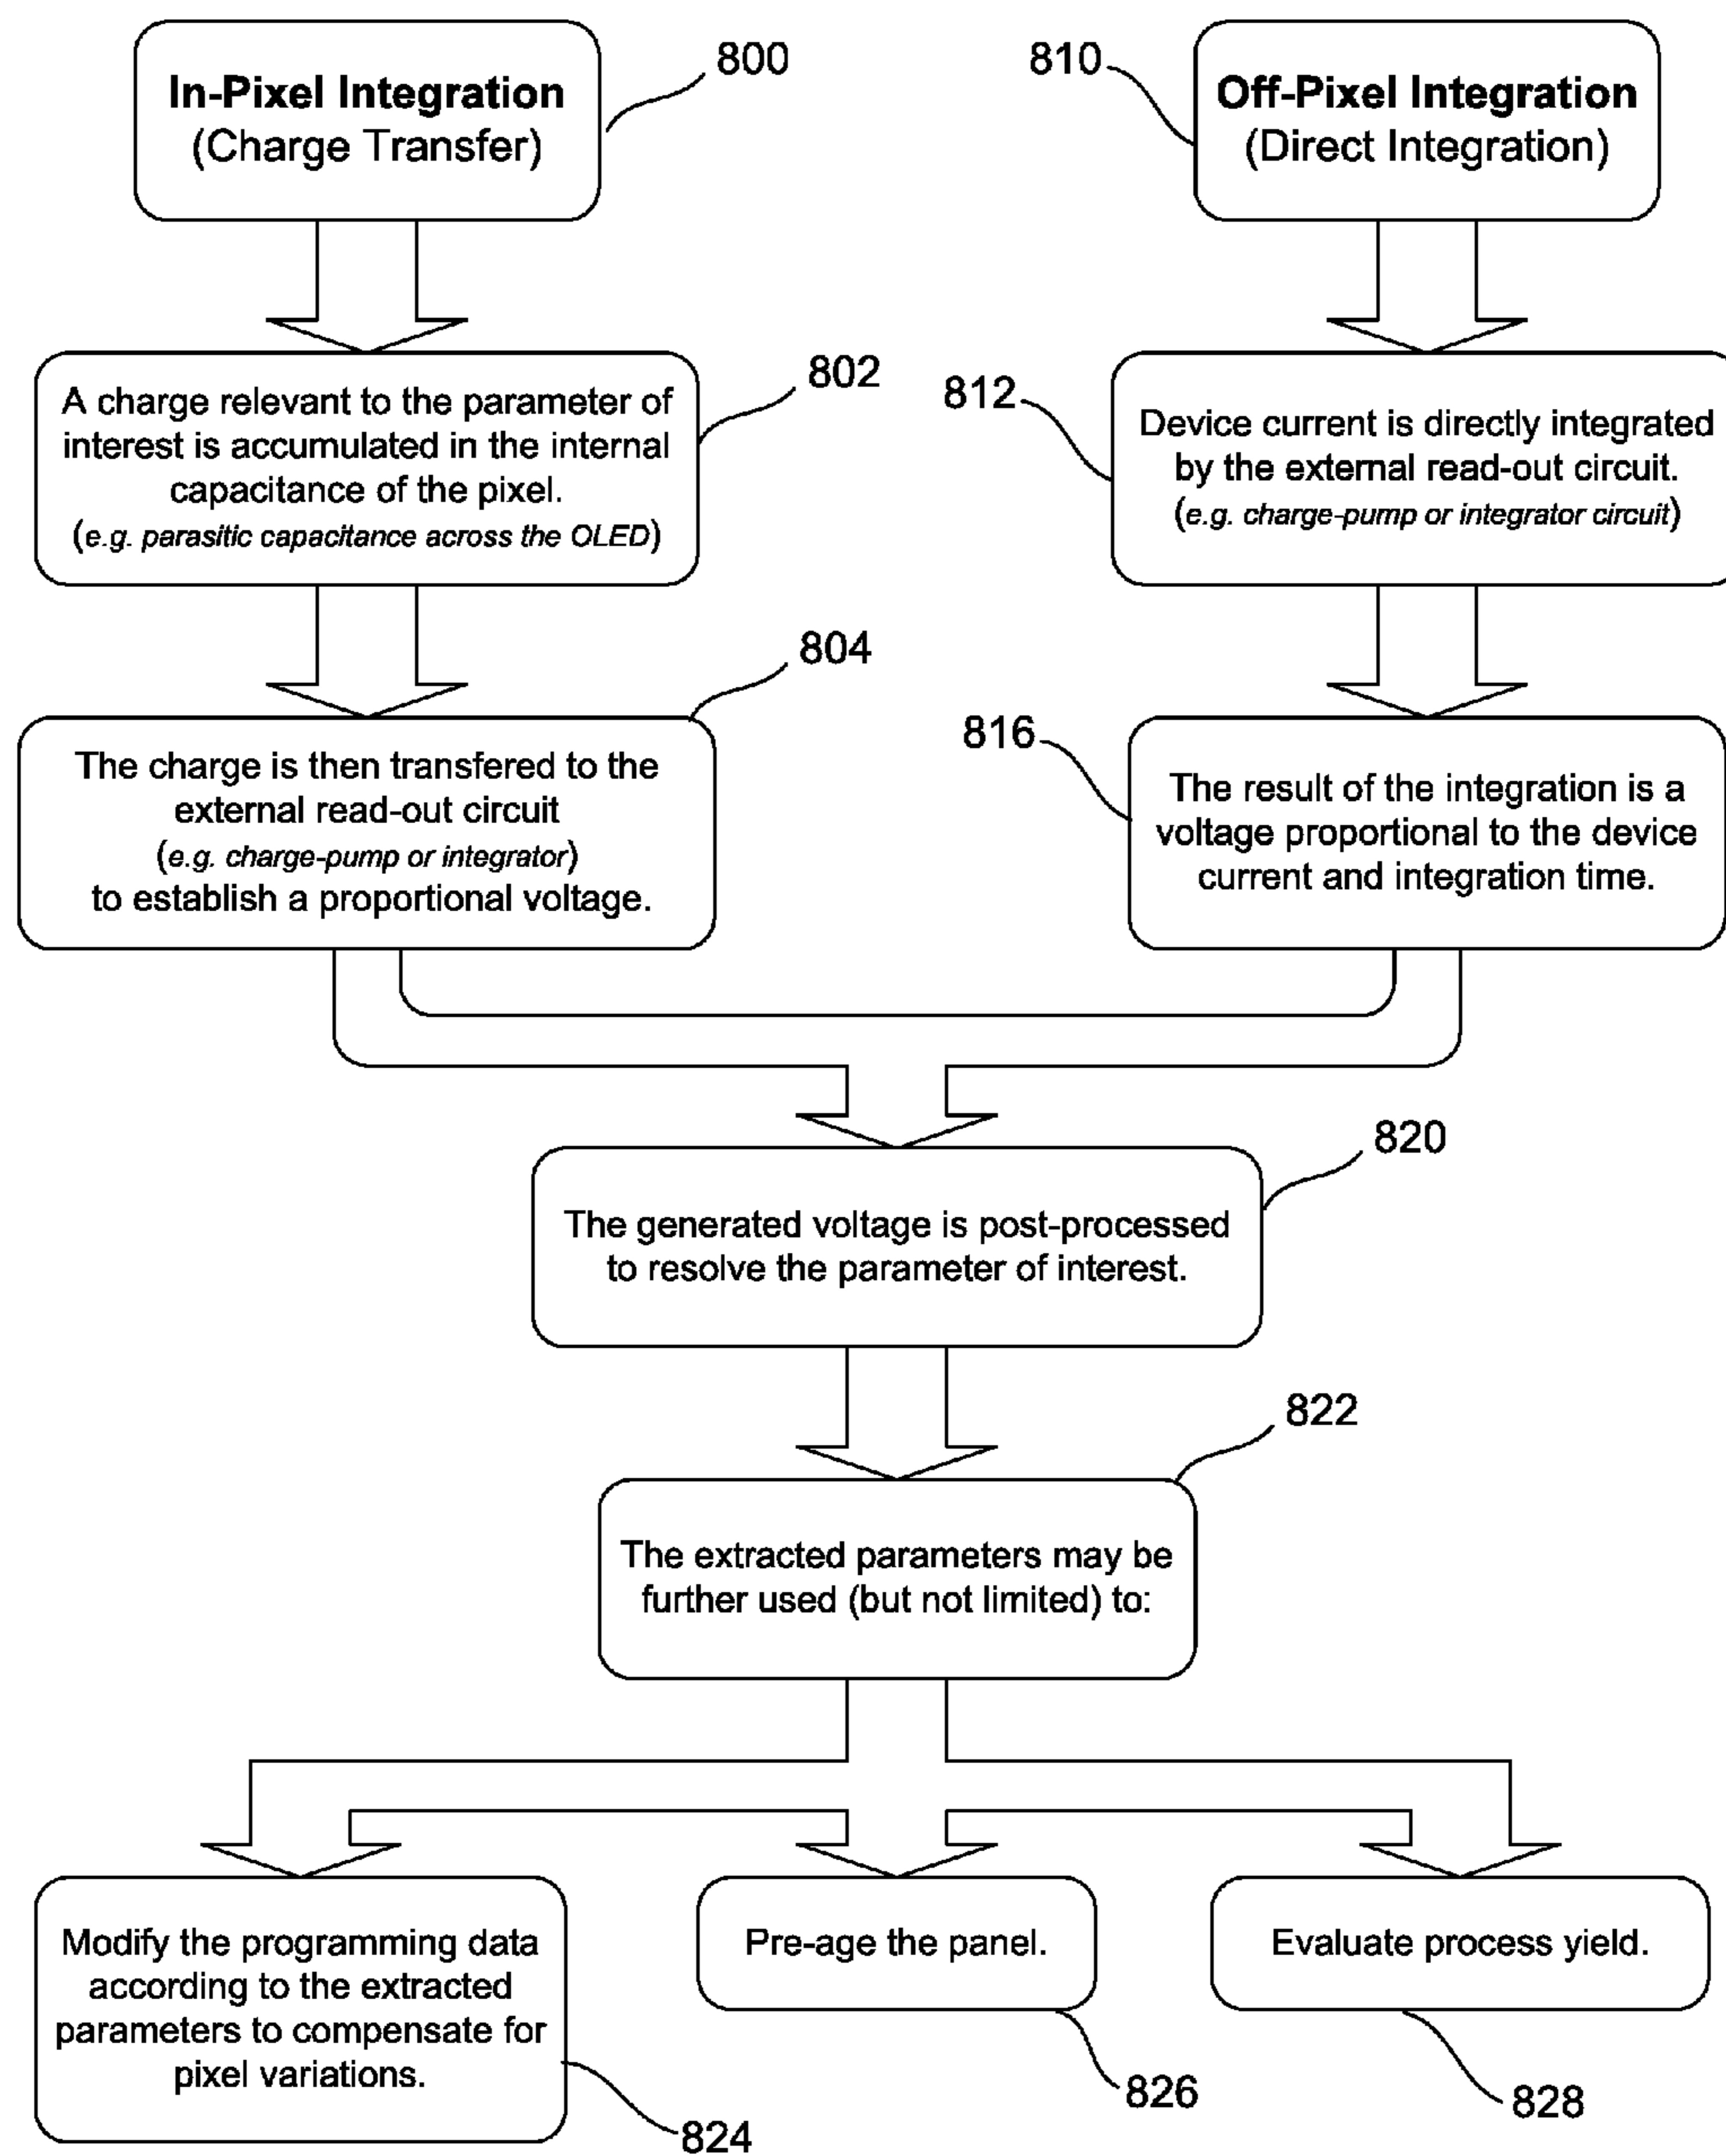 In-Pixel Integration
(Charge Transfer)
800
810
Off-Pixel Integration
(Direct Integration)
A charge relevant to the parameter of
interest is accumulated in the internal
capacitance of the pixel.
(e.g. parasitic capacitance across the OLED)
802
812
Device current is directly integrated
by the external read-out circuit.
(e.g. charge-pump or integrator circuit)
804
The charge is then transfered to the
external read-out circuit
(e.g. charge-pump or integrator)
to establish a proportional voltage.
816
The result of the integration is a
voltage proportional to the device
current and integration time.
820
The generated voltage is post-processed
to resolve the parameter of interest.
822
The extracted parameters may be
further used (but not limited) to:
Modify the programming data
according to the extracted
parameters to compensate for
pixel variations.
824
Pre-age the panel.
826
Evaluate process yield.
828